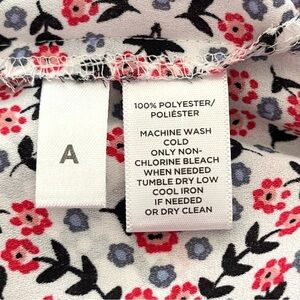 A
100% POLYESTER/
POLIÉSTER
MACHINE WASH
COLD
ONLY NON-
CHLORINE BLEACH
WHEN NEEDED
TUMBLE DRY LOW
COOL IRON
IF NEEDED
OR DRY CLEAN